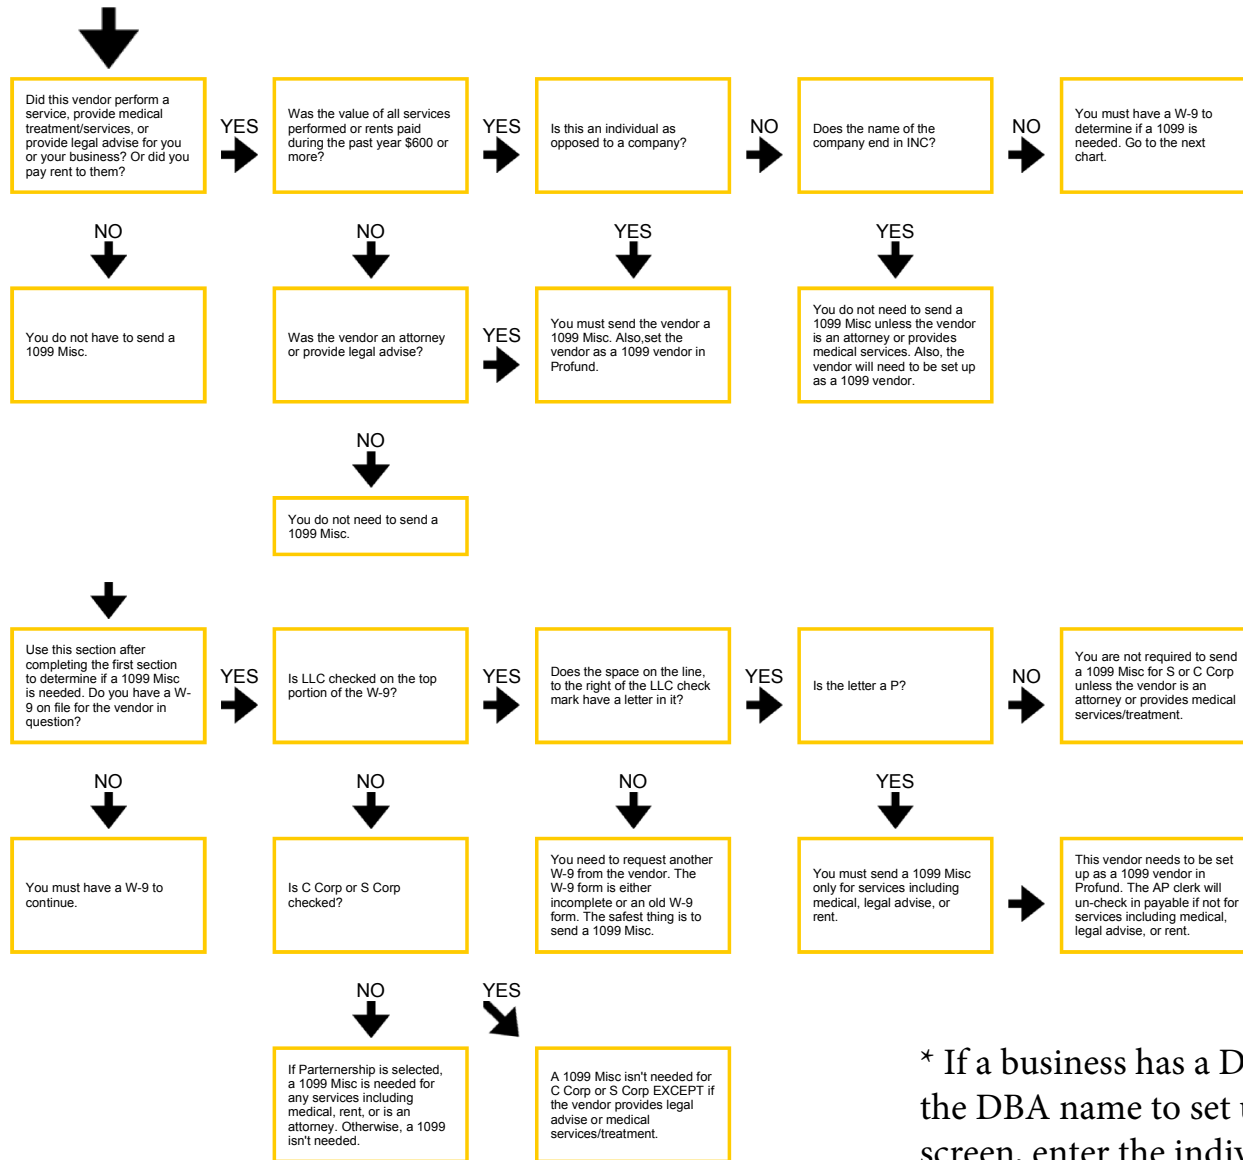 Did this vendor perform a
service, provide medical
treatment/services, or
provide legal advise for you
or your business? Or did you
pay rent to them?
YES
Was the value of all services
performed or rents paid
during the past year $600 or
more?
YES
Is this an individual as
opposed to a company?
NO
Does the name of the
company end in INC?
NO
You must have a W-9 to
determine if a 1099 is
needed. Go to the next
chart.
NO
NO
YES
YES
You do not have to send a
1099 Misc.
Was the vendor an attorney
or provide legal advise?
YES
You must send the vendor a
1099 Misc. Also,set the
vendor as a 1099 vendor in
Profund.
You do not need to send a
1099 Misc unless the vendor
is an attorney or provides
medical services. Also, the
vendor will need to be set up
as a 1099 vendor.
NO
You do not need to send a
1099 Misc.
Use this section after
completing the first section
to determine if a 1099 Misc
is needed. Do you have a W-
9 on file for the vendor in
question?
YES
Is LLC checked on the top
portion of the W-9?
YES
Does the space on the line,
to the right of the LLC check
mark have a letter in it?
YES
Is the letter a P?
NO
You are not required to send
a 1099 Misc for S or C Corp
unless the vendor is an
attorney or provides medical
services/treatment.
NO
NO
NO
YES
You must have a W-9 to
continue.
Is C Corp or S Corp
checked?
You need to request another
W-9 from the vendor. The
W-9 form is either
incomplete or an old W-9
form. The safest thing is to
send a 1099 Misc.
You must send a 1099 Misc
only for services including
medical, legal advise, or
rent.
This vendor needs to be set
up as a 1099 vendor in
Profund. The AP clerk will
un-check in payable if not for
services including medical,
legal advise, or rent.
NO
YES
If Parternership is selected,
a 1099 Misc is needed for
any services including
medical, rent, or is an
attorney. Otherwise, a 1099
isn't needed.
A 1099 Misc isn't needed for
C Corp or S Corp EXCEPT if
the vendor provides legal
advise or medical
services/treatment.
* If a business has a D
the DBA name to set u
screen, enter the indiv